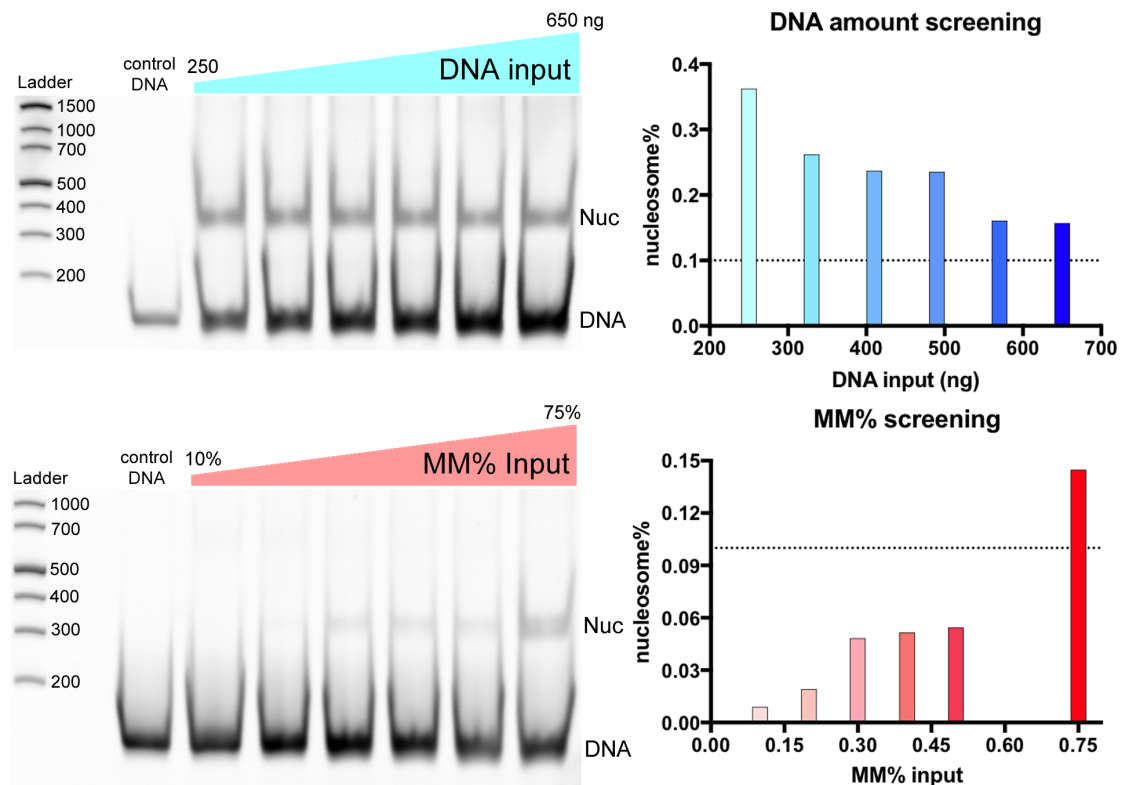 650 ng
250
DNA input
control
DNA
Ladder
1500
1000
700
500
400
300
200
Nuc
DNA
DNA amount screening
nucleosome%
0.4
0.3
0.2
0.1
0.0
200 300 400 500 600 700
DNA input (ng)
75%
10%
MM% Input
control
DNA
Ladder
1000
700
500
400
300
200
Nuc
DNA
MM% screening
nucleosome%
0.15
0.12
0.09
0.06
0.03
0.00
0.00 0.15 0.30 0.45 0.60 0.75
MM% input